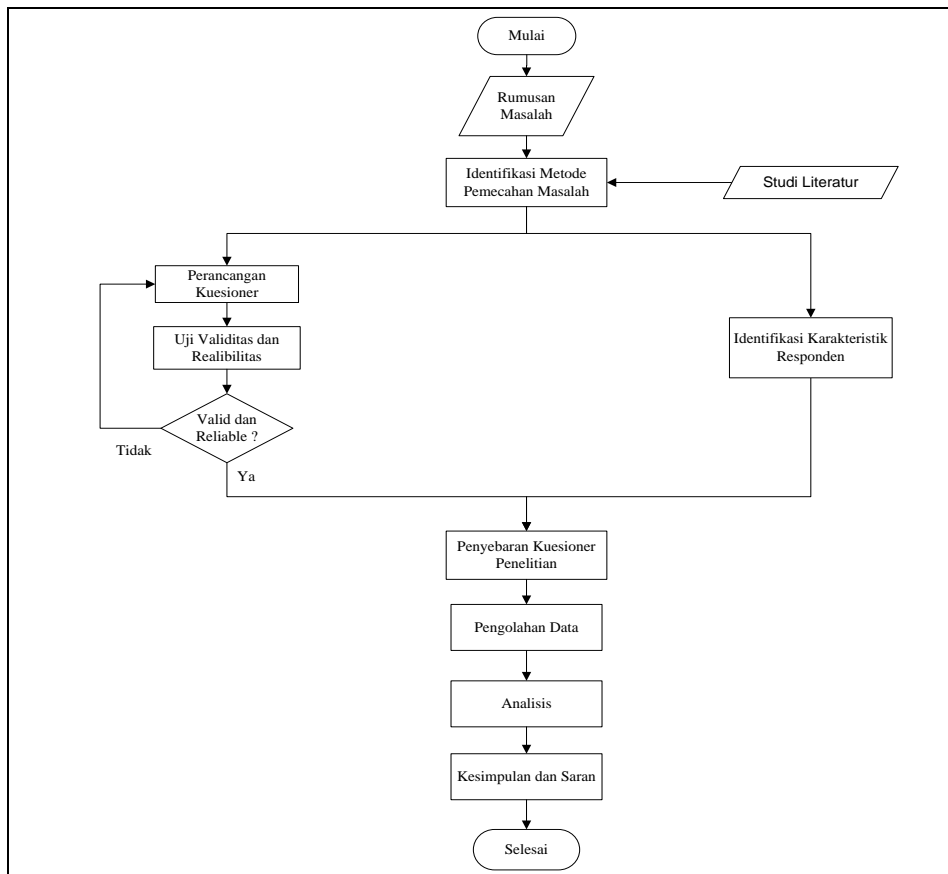 Mulai
Rumusan
Masalah
Identifikasi Metode
Pemecahan Masalah
Studi Literatur
Perancangan
Kuesioner
Uji Validitas dan
Realibilitas
Identifikasi Karakteristik
Responden
Valid dan
Reliable ?
Tidak
Ya
Penyebaran Kuesioner
Penelitian
Pengolahan Data
Analisis
Kesimpulan dan Saran
Selesai